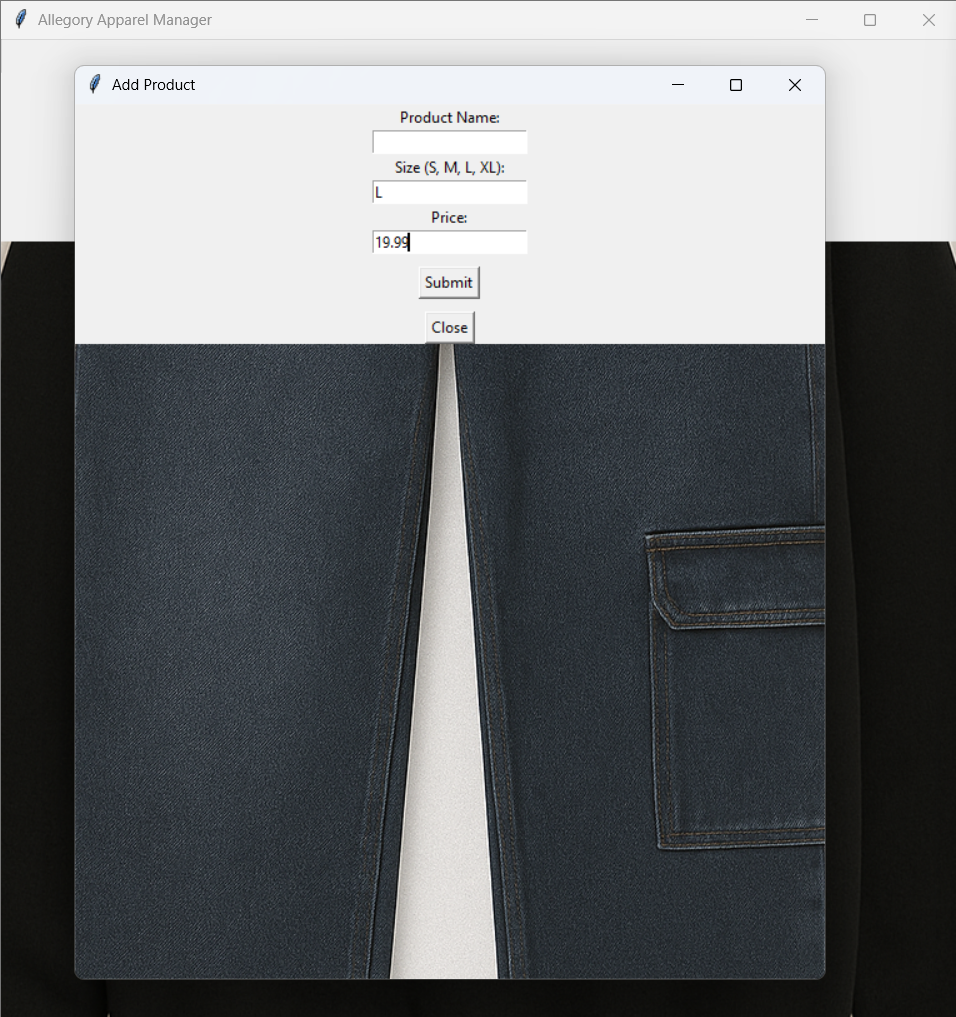 Allegory Apparel Manager
Add Product
Product Name:
Size (S, M, L, XL):
L
Price:
19.99
Submit
Close